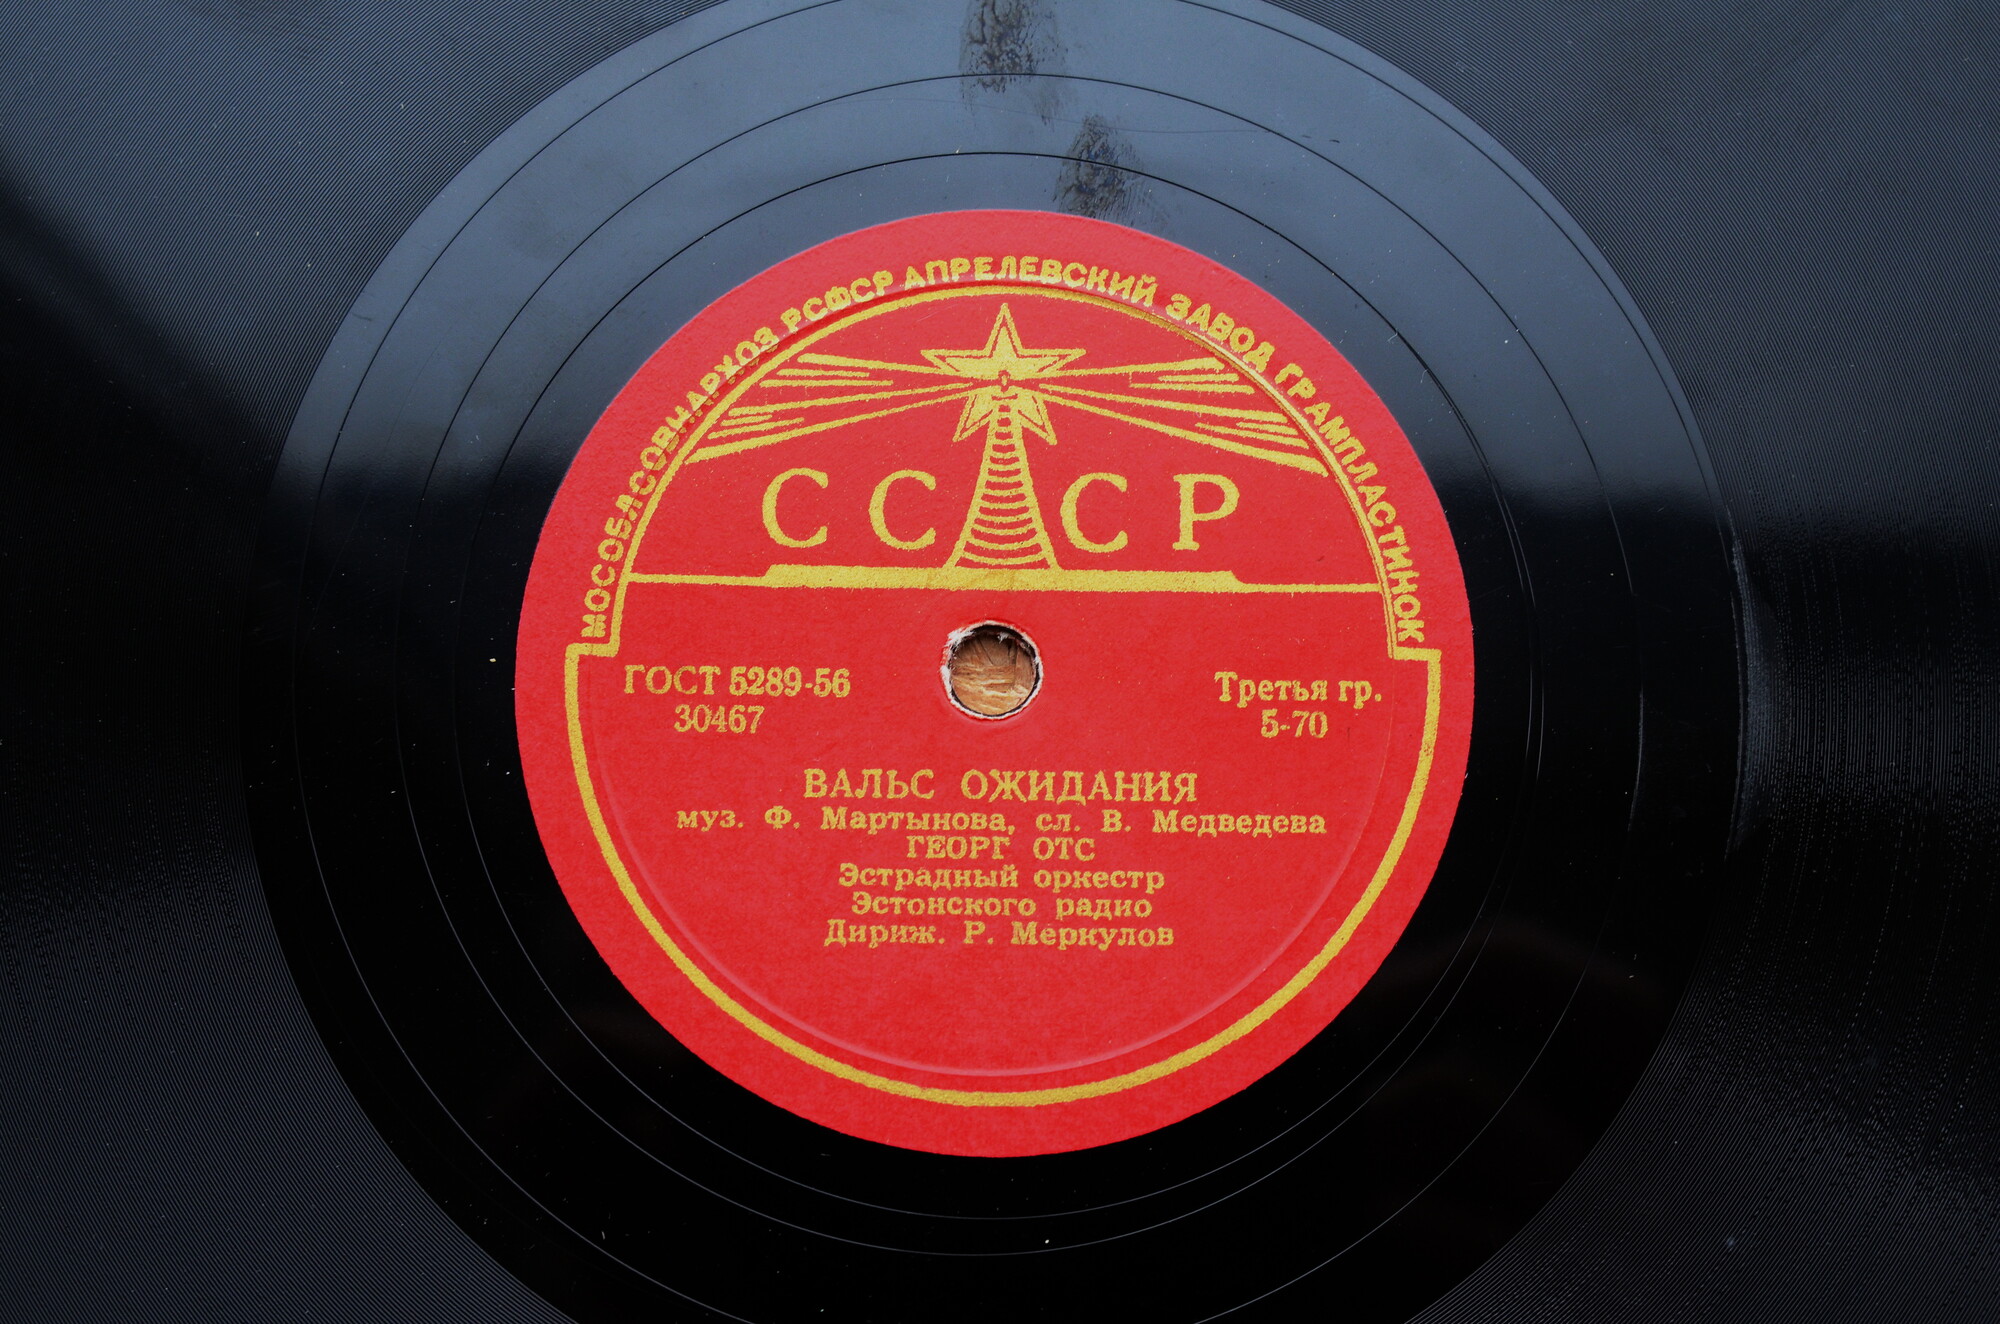 МОСОБЛСОВНАРХОЗ РСФСР АПРЕЛЕВСКИЙ ЗАВОД ГРАМПЛАСТИНОК
СССР
ГОСТ 5289-56 Третья гр.
30467 5-70
ВАЛЬС ОЖИДАНИЯ
муз. Ф. Мартынова, сл. В. Медведева
ГЕОРГ ОТС
Эстрадный оркестр
Эстонского радио
Дириж. Р. Меркулов